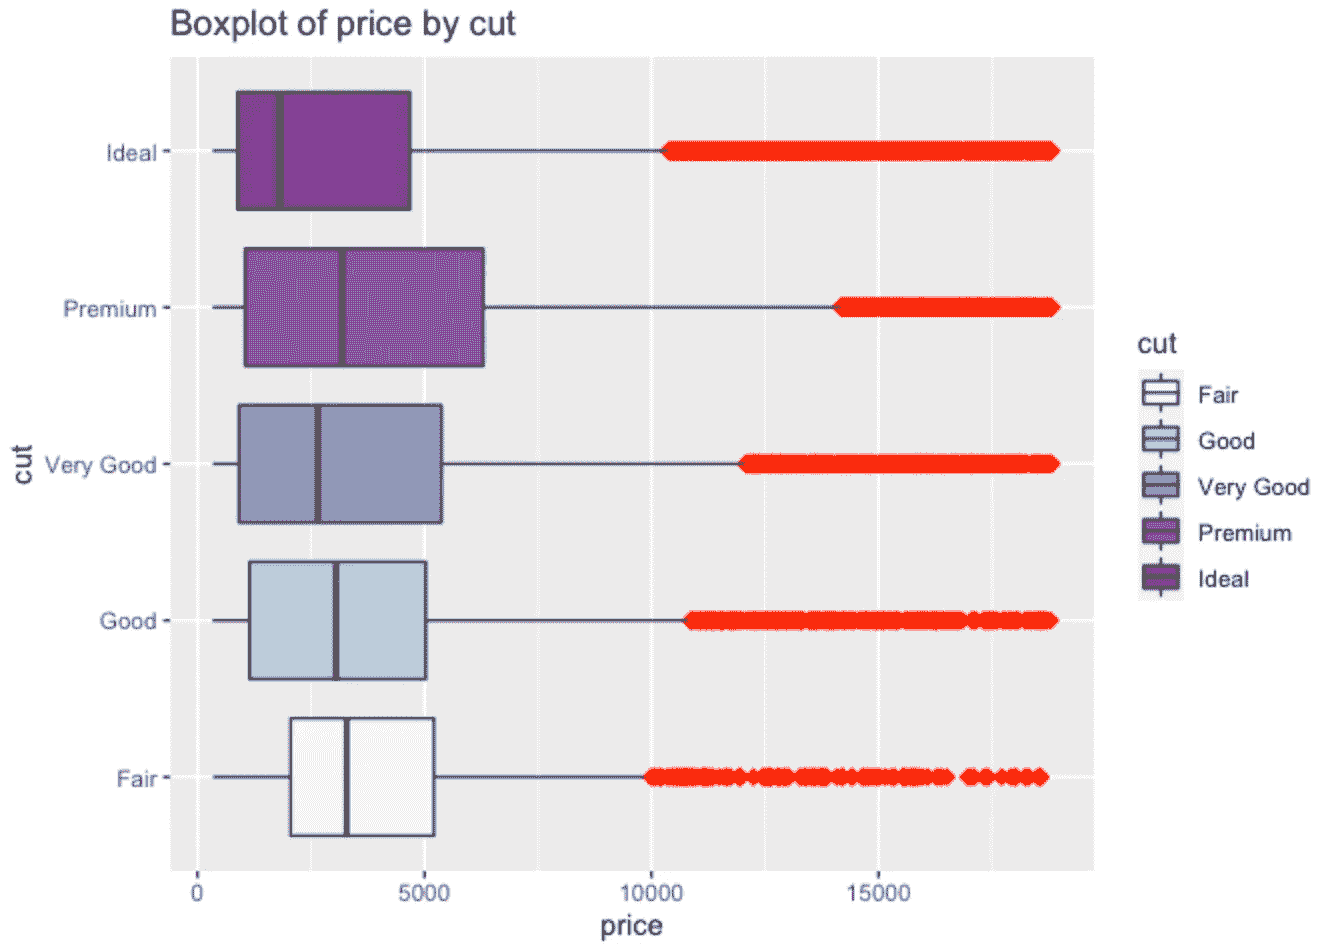 Boxplot of price by cut
Ideal
Premium
Very Good
Good
Fair
cut
0 5000 10000 15000
price
cut
Fair
Good
Very Good
Premium
Ideal